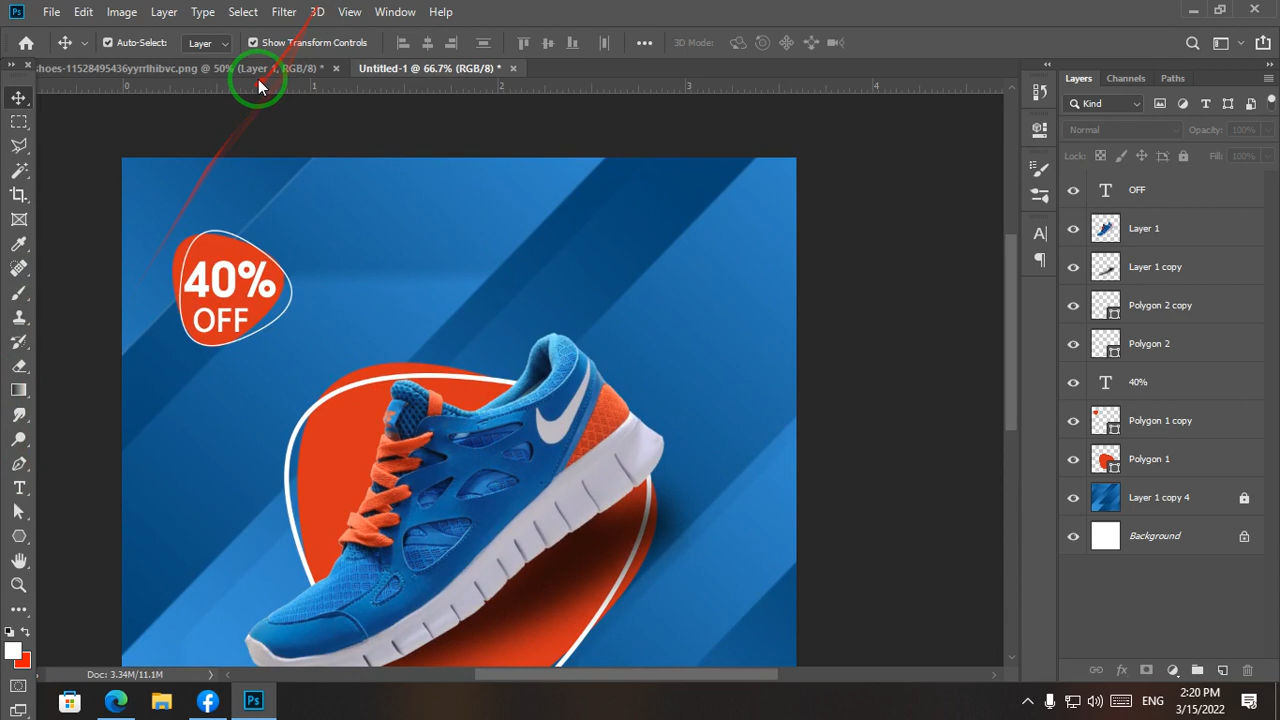 Ps File Edit Image Layer Type Select Filter 3D View Window Help
Auto-Select: Layer Show Transform Controls 3D Mode:
shoes-11528495436yyrrlhibvc.png @ 50% (Layer 1, RGB/8) * Untitled-1 @ 66.7% (RGB/8) *
0 1 2 3 4
40%
OFF
Layers Channels Paths
Kind
Normal Opacity: 100%
Lock: Fill: 100%
OFF
Layer 1
Layer 1 copy
Polygon 2 copy
Polygon 2
40%
Polygon 1 copy
Polygon 1
Layer 1 copy 4
Background
Doc: 3.34M/11.1M
ENG
2:20 PM
3/15/2022